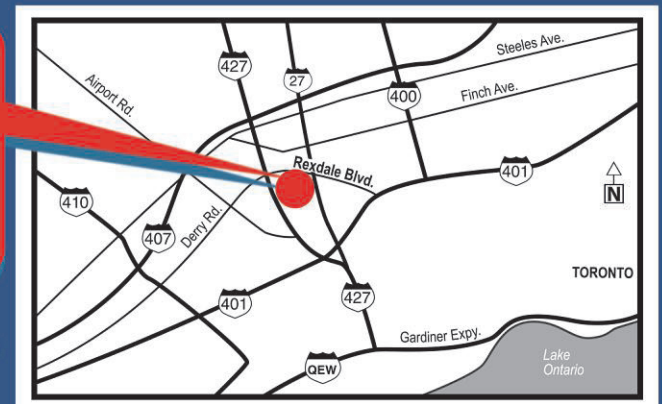 Steeles Ave.
427
27
400
Finch Ave.
Airport Rd.
Rexdale Blvd.
401
410
N
407
Derry Rd.
TORONTO
401
427
Gardiner Expy.
QEW
Lake
Ontario